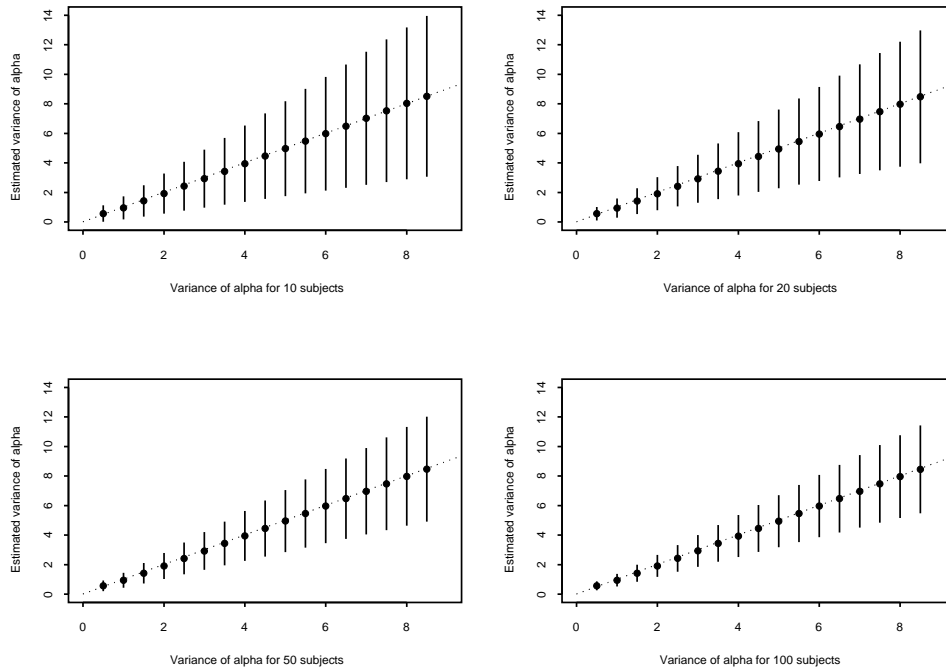 Estimated variance of alpha
14
12
10
8
6
4
2
0
0 2 4 6 8
Variance of alpha for 10 subjects
Estimated variance of alpha
14
12
10
8
6
4
2
0
0 2 4 6 8
Variance of alpha for 20 subjects
Estimated variance of alpha
14
12
10
8
6
4
2
0
0 2 4 6 8
Variance of alpha for 50 subjects
Estimated variance of alpha
14
12
10
8
6
4
2
0
0 2 4 6 8
Variance of alpha for 100 subjects